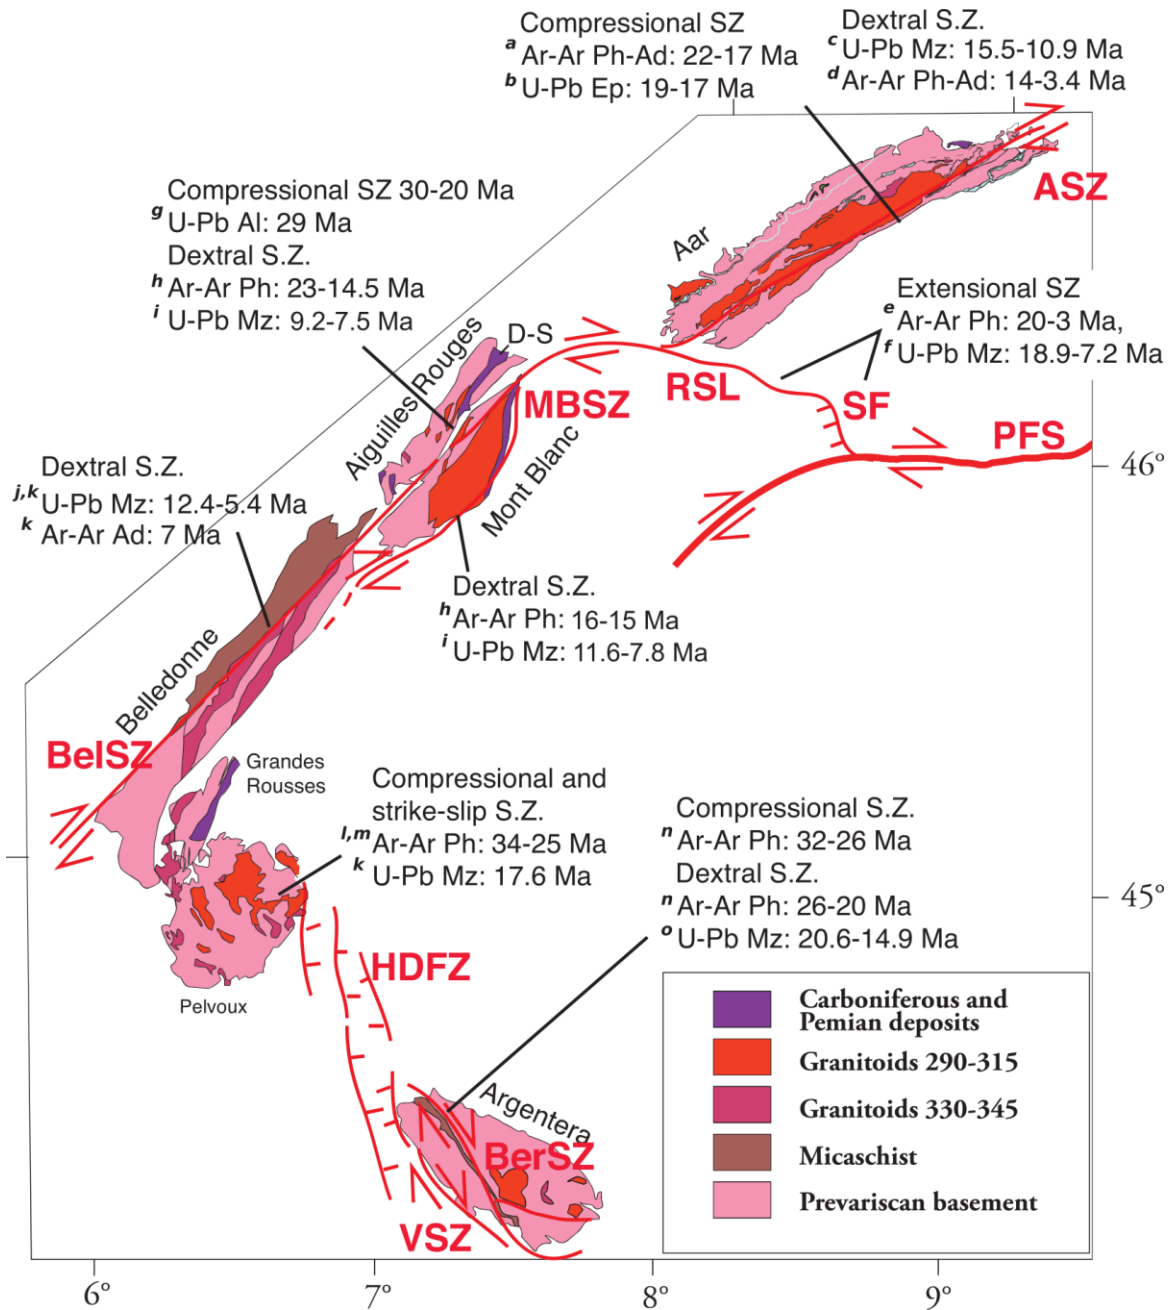 Compressional SZ
a Ar-Ar Ph-Ad: 22-17 Ma
b U-Pb Ep: 19-17 Ma
Dextral S.Z.
c U-Pb Mz: 15.5-10.9 Ma
d Ar-Ar Ph-Ad: 14-3.4 Ma
ASZ
Aar
Compressional SZ 30-20 Ma
g U-Pb Al: 29 Ma
Dextral S.Z.
h Ar-Ar Ph: 23-14.5 Ma
i U-Pb Mz: 9.2-7.5 Ma
Extensional SZ
e Ar-Ar Ph: 20-3 Ma,
f U-Pb Mz: 18.9-7.2 Ma
D-S
Aiguilles Rouges
MBSZ
RSL
SF
PFS
46°
Mont Blanc
Dextral S.Z.
j,k U-Pb Mz: 12.4-5.4 Ma
k Ar-Ar Ad: 7 Ma
Dextral S.Z.
h Ar-Ar Ph: 16-15 Ma
i U-Pb Mz: 11.6-7.8 Ma
Belledonne
BelSZ
Grandes
Rousses
Compressional and
strike-slip S.Z.
l,m Ar-Ar Ph: 34-25 Ma
k U-Pb Mz: 17.6 Ma
Compressional S.Z.
n Ar-Ar Ph: 32-26 Ma
Dextral S.Z.
n Ar-Ar Ph: 26-20 Ma
o U-Pb Mz: 20.6-14.9 Ma
45°
HDFZ
Pelvoux
Argentera
BerSZ
VSZ
Carboniferous and
Pemian deposits
Granitoids 290-315
Granitoids 330-345
Micaschist
Prevariscan basement
6°
7°
8°
9°